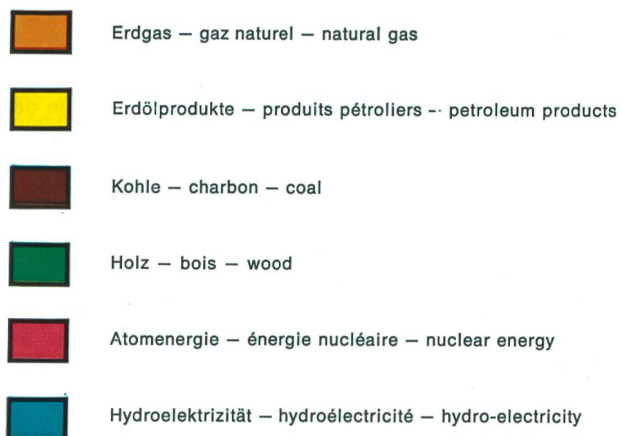 Erdgas – gaz naturel – natural gas
Erdölprodukte – produits pétroliers -· petroleum products
Kohle – charbon – coal
Holz – bois – wood
Atomenergie – énergie nucléaire – nuclear energy
Hydroelektrizität – hydroélectricité – hydro-electricity